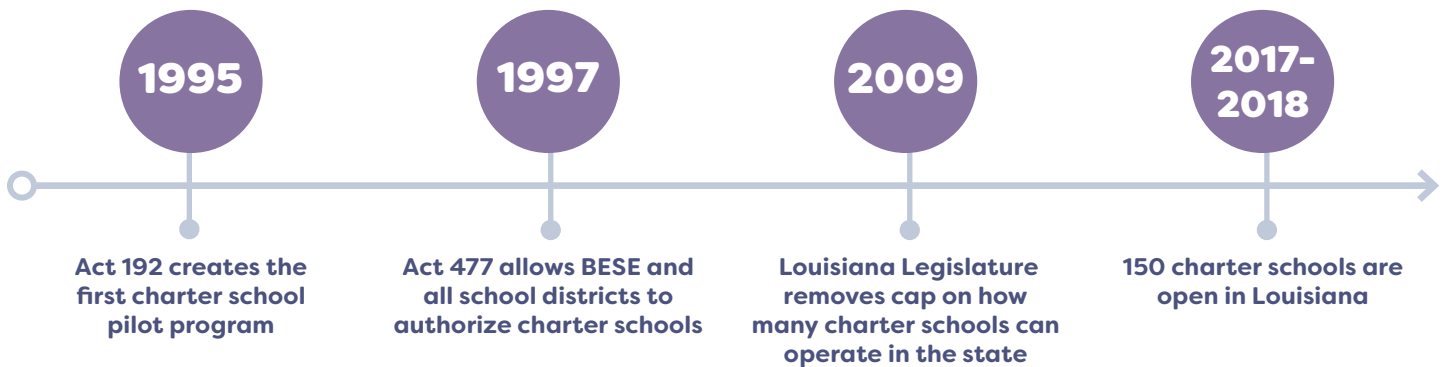 1995
Act 192 creates the
first charter school
pilot program
1997
Act 477 allows BESE and
all school districts to
authorize charter schools
2009
Louisiana Legislature
removes cap on how
many charter schools can
operate in the state
2017-
2018
150 charter schools are
open in Louisiana